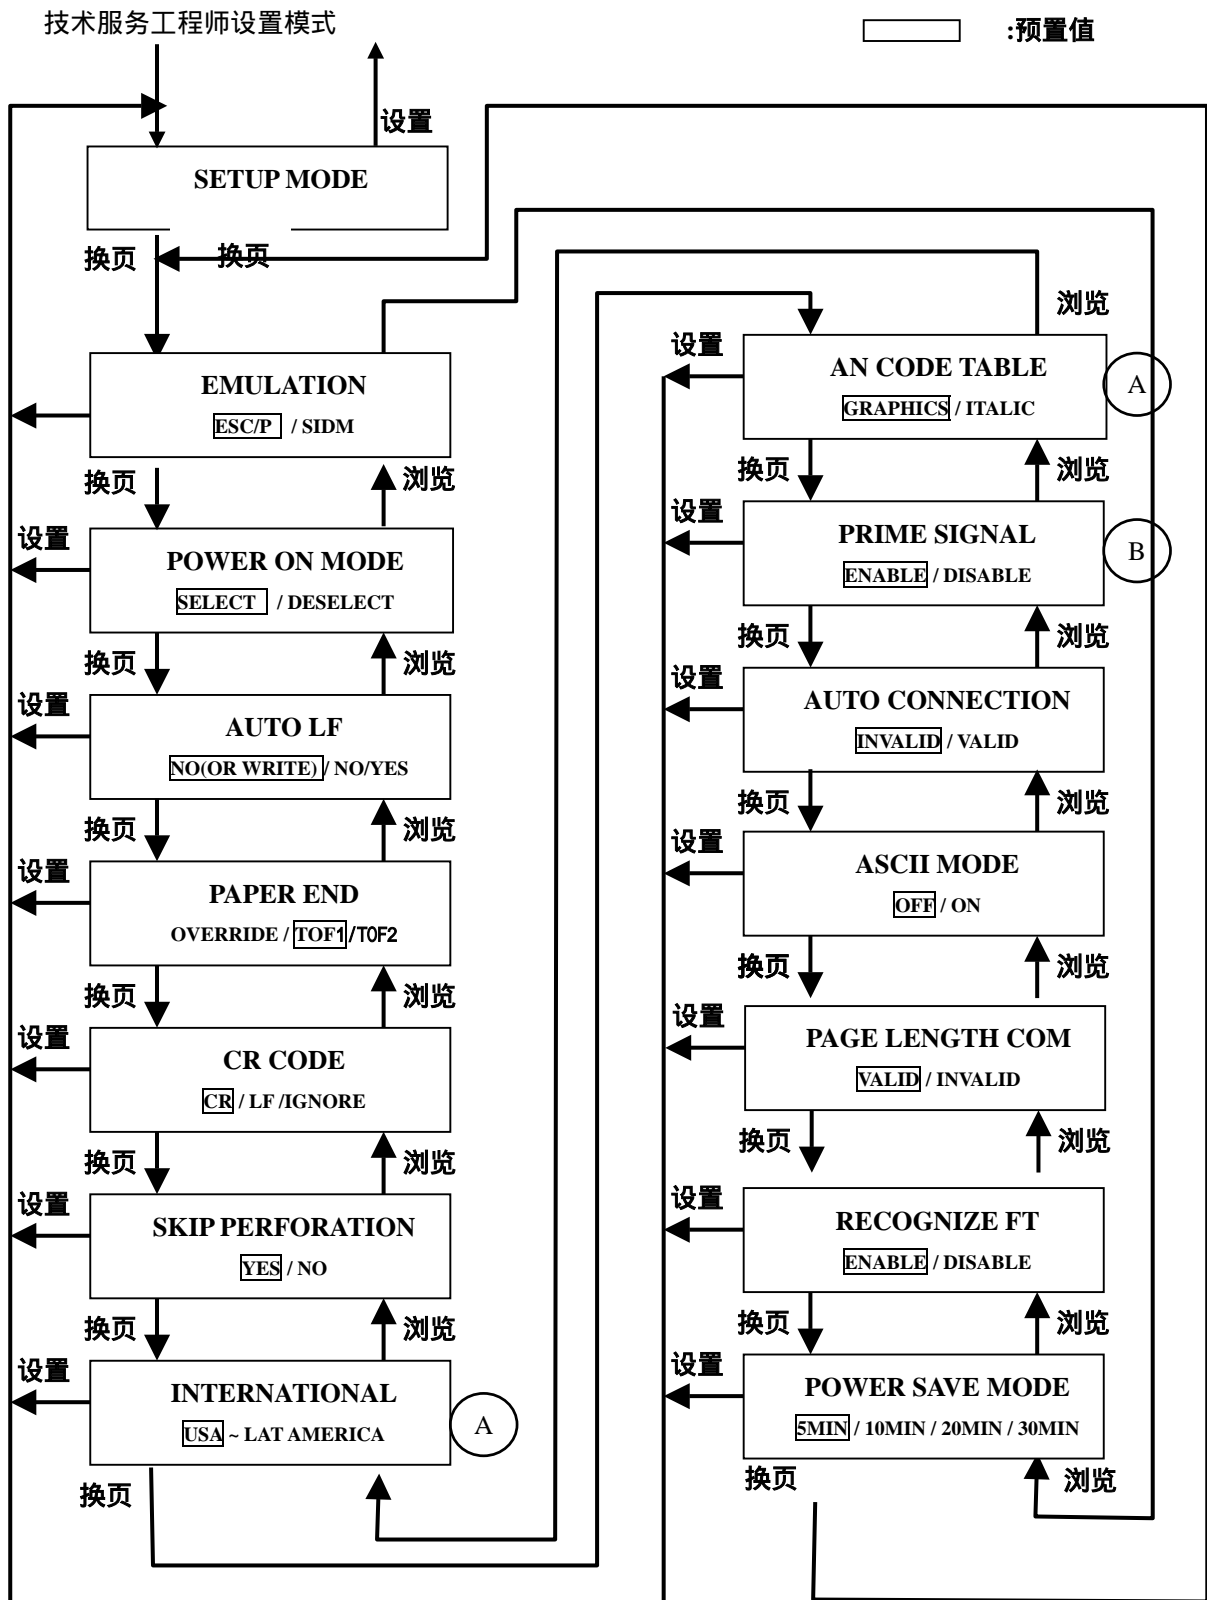 技术服务工程师设置模式
:预置值
设置
SETUP MODE
换页
换页
EMULATION
ESC/P / SIDM
换页
浏览
设置
POWER ON MODE
SELECT / DESELECT
换页
浏览
设置
AUTO LF
NO(OR WRITE) / NO/YES
换页
浏览
设置
PAPER END
OVERRIDE / TOF1/TOF2
换页
浏览
设置
CR CODE
CR / LF /IGNORE
换页
浏览
设置
SKIP PERFORATION
YES / NO
换页
浏览
设置
INTERNATIONAL
USA ~ LAT AMERICA
A
换页
浏览
设置
AN CODE TABLE
GRAPHICS / ITALIC
A
换页
浏览
设置
PRIME SIGNAL
ENABLE / DISABLE
B
换页
浏览
设置
AUTO CONNECTION
INVALID / VALID
换页
浏览
设置
ASCII MODE
OFF / ON
换页
浏览
设置
PAGE LENGTH COM
VALID / INVALID
换页
浏览
设置
RECOGNIZE FT
ENABLE / DISABLE
换页
浏览
设置
POWER SAVE MODE
5MIN / 10MIN / 20MIN / 30MIN
换页
浏览